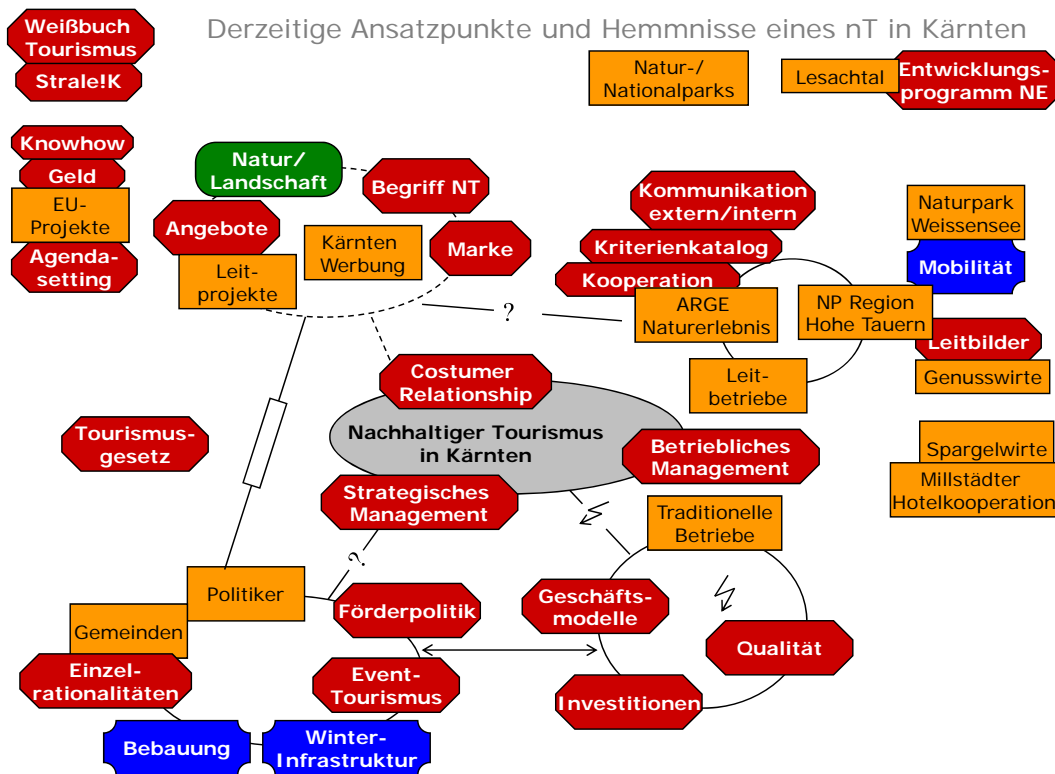 Derzeitige Ansatzpunkte und Hemmnisse eines nT in Kärnten
Weißbuch
Tourismus
Strale!K
Natur-/
Nationalparks
Lesachtal
Entwicklungs-
programm NE
Knowhow
Geld
EU-
Projekte
Agenda-
setting
Natur/
Landschaft
Begriff NT
Angebote
Kärnten
Werbung
Marke
Leit-
projekte
Kommunikation
extern/intern
Kriterienkatalog
Kooperation
ARGE
Naturerlebnis
NP Region
Hohe Tauern
Leit-
betriebe
Naturpark
Weissensee
Mobilität
Leitbilder
Genusswirte
?
Costumer
Relationship
Nachhaltiger Tourismus
in Kärnten
Betriebliches
Management
Strategisches
Management
Tourismus-
gesetz
Spargelwirte
Millstädter
Hotelkooperation
Traditionelle
Betriebe
?
Politiker
Gemeinden
Einzel-
rationalitäten
Förderpolitik
Event-
Tourismus
Bebauung
Winter-
Infrastruktur
Geschäfts-
modelle
Qualität
Investitionen